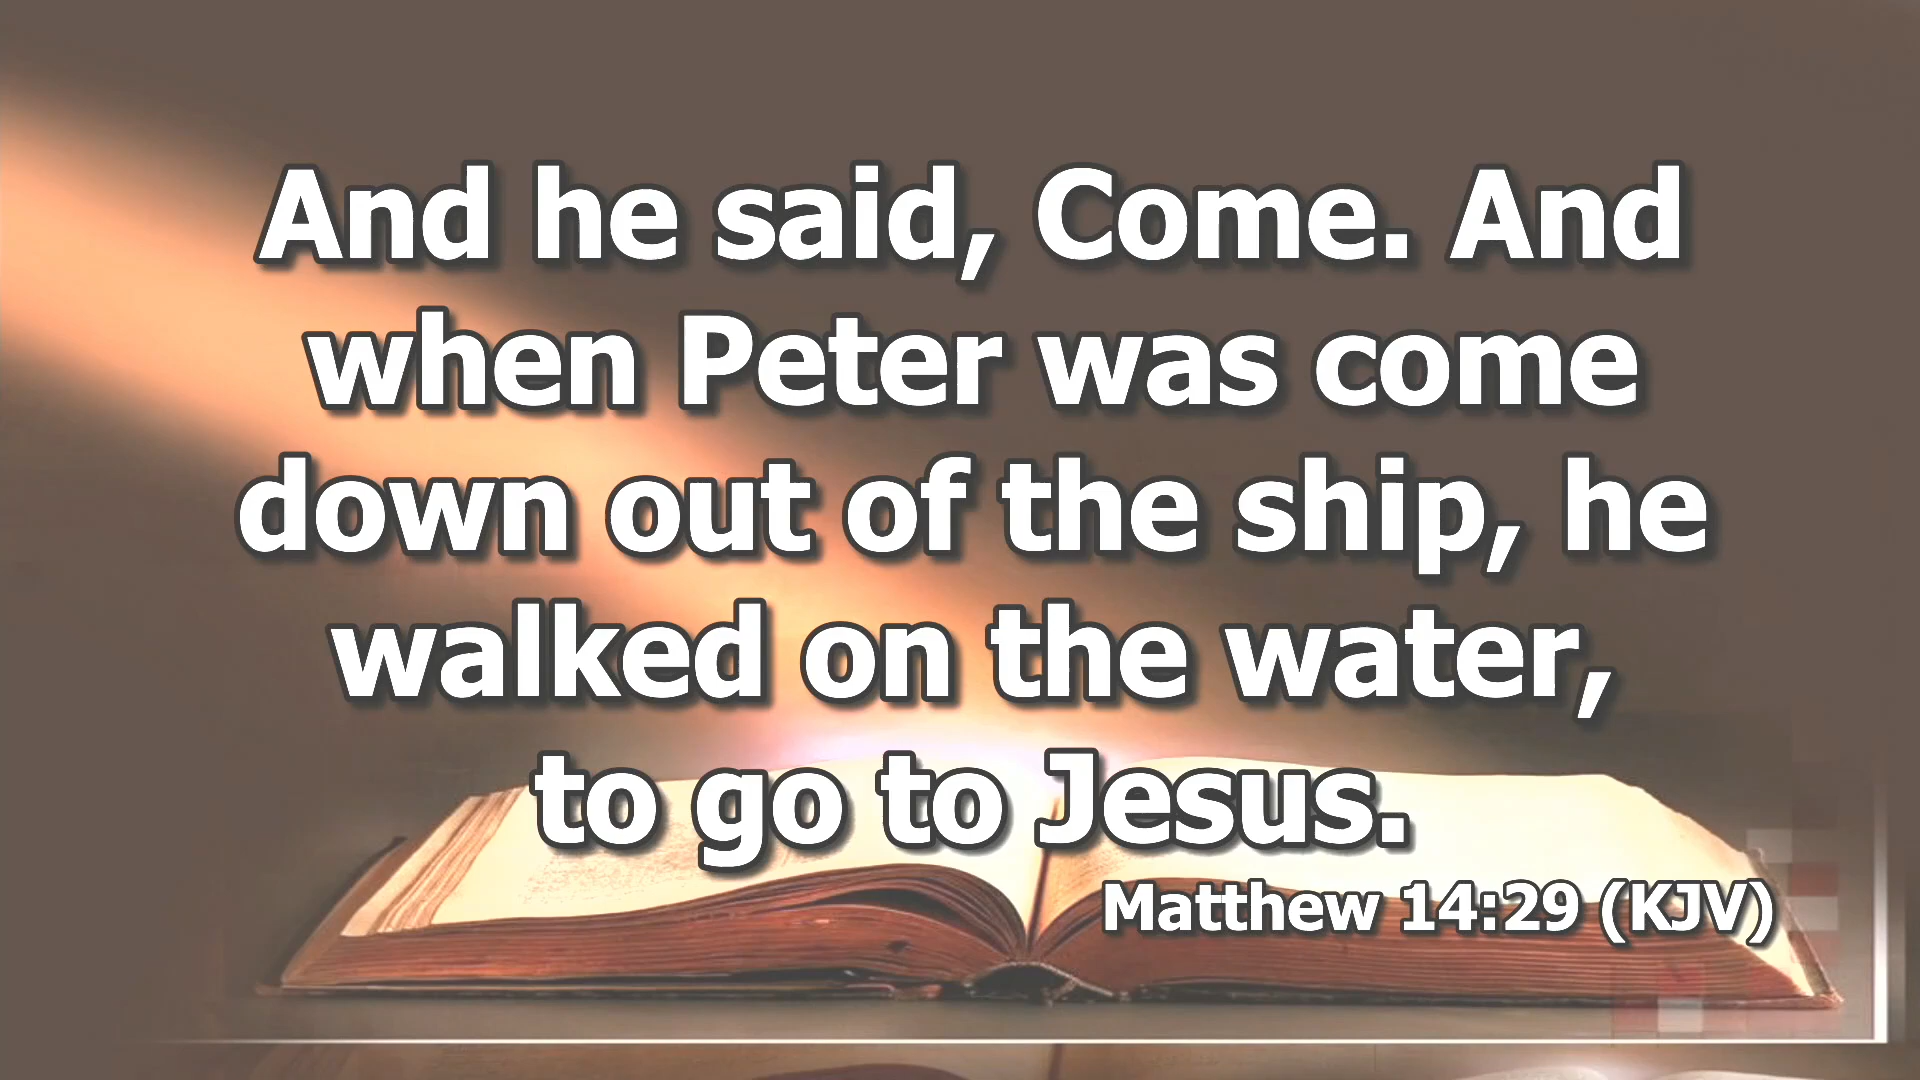 And he said, Come. And
when Peter was come
down out of the ship, he
walked on the water,
to go to Jesus.
Matthew 14:29 (KJV)